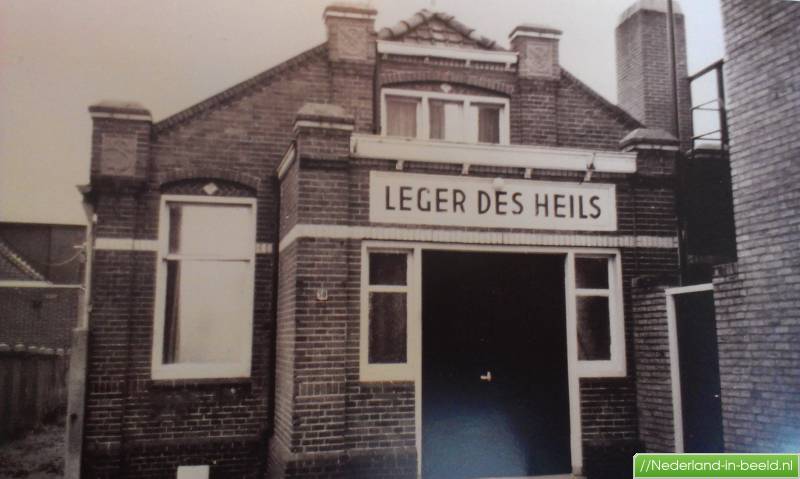 LEGER DES HEILS
//Nederland-in-beeld.nl